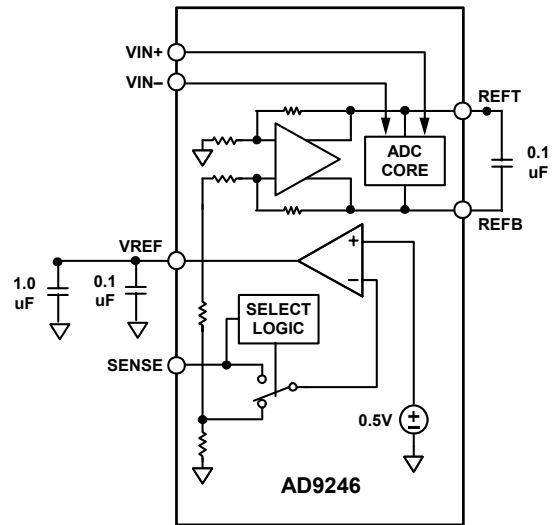 VIN+
VIN–
REFT
ADC
CORE
0.1
uF
REFB
VREF
+
–
1.0
uF
0.1
uF
SELECT
LOGIC
SENSE
0.5V
+
–
AD9246